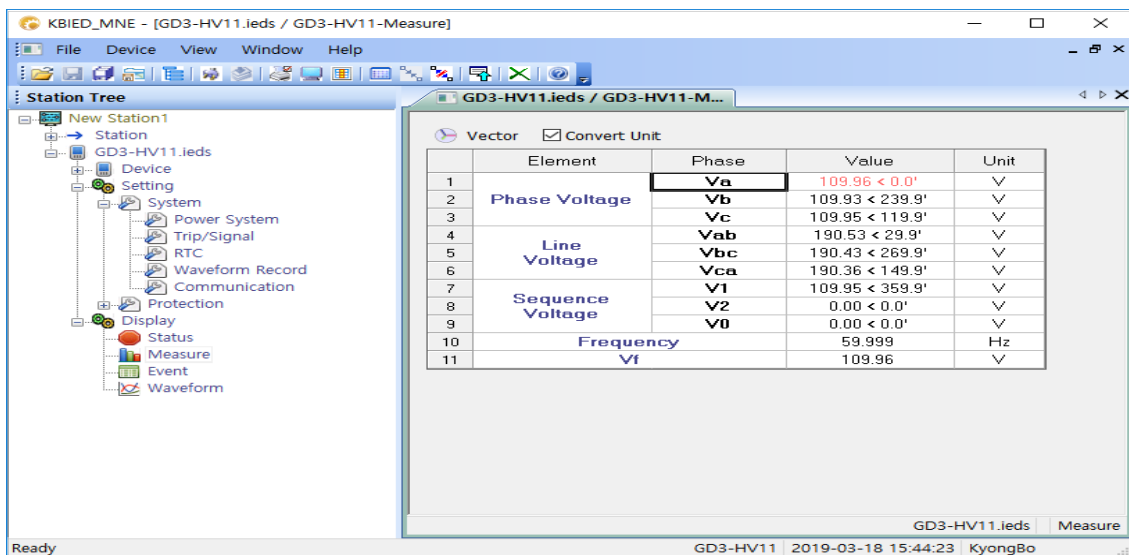 KBIED_MNE - [GD3-HV11.ieds / GD3-HV11-Measure]
File Device View Window Help
Station Tree
New Station1
Station
GD3-HV11.ieds
Device
Setting
System
Power System
Trip/Signal
RTC
Waveform Record
Communication
Protection
Display
Status
Measure
Event
Waveform
GD3-HV11.ieds / GD3-HV11-M...
Vector Convert Unit
Element Phase Value Unit
1 Phase Voltage Va 109.96 < 0.0' V
2 Vb 109.93 < 239.9' V
3 Vc 109.95 < 119.9' V
4 Line Voltage Vab 190.53 < 29.9' V
5 Vbc 190.43 < 269.9' V
6 Vca 190.36 < 149.9' V
7 Sequence Voltage V1 109.95 < 359.9' V
8 V2 0.00 < 0.0' V
9 V0 0.00 < 0.0' V
10 Frequency 59.999 Hz
11 Vf 109.96 V
GD3-HV11.ieds Measure
Ready GD3-HV11 2019-03-18 15:44:23 KyongBo